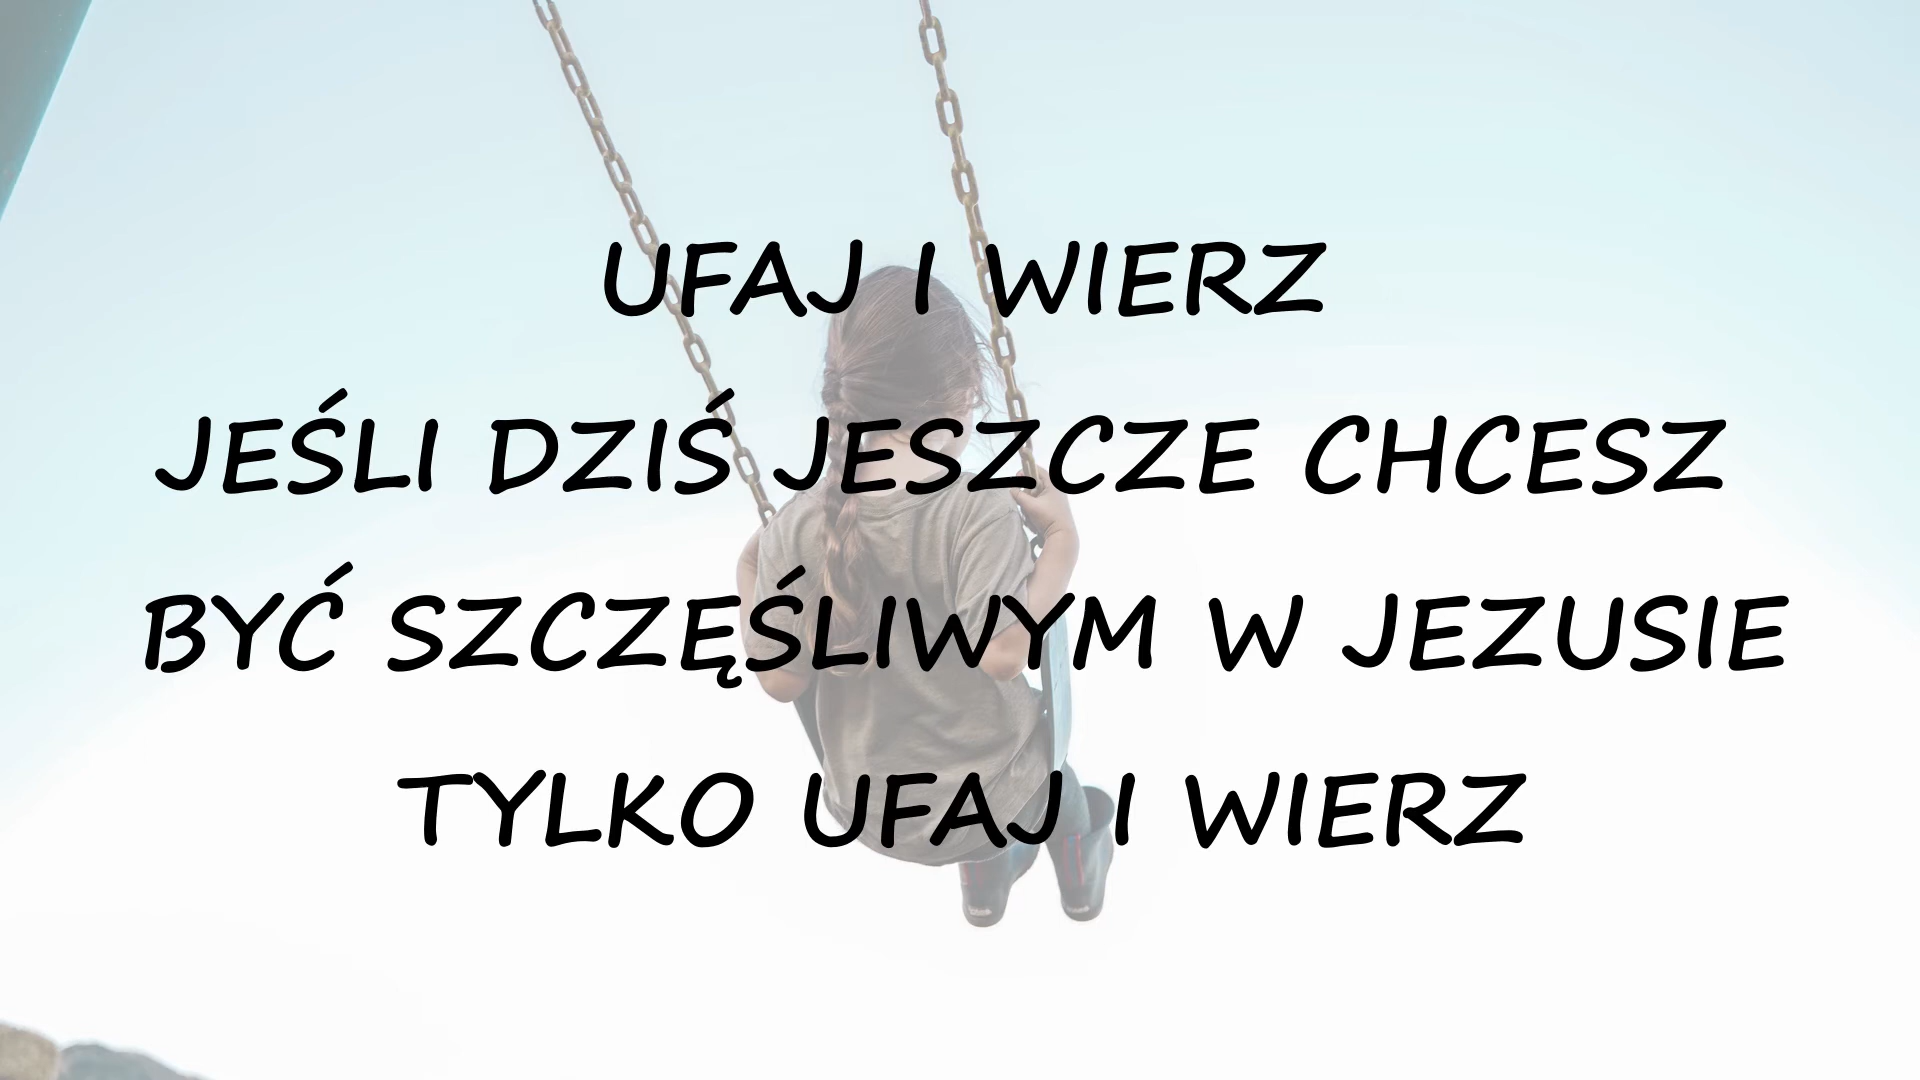 UFAJ I WIERZ
JEŚLI DZIŚ JESZCZE CHCESZ
BYĆ SZCZĘŚLIWYM W JEZUSIE
TYLKO UFAJ I WIERZ